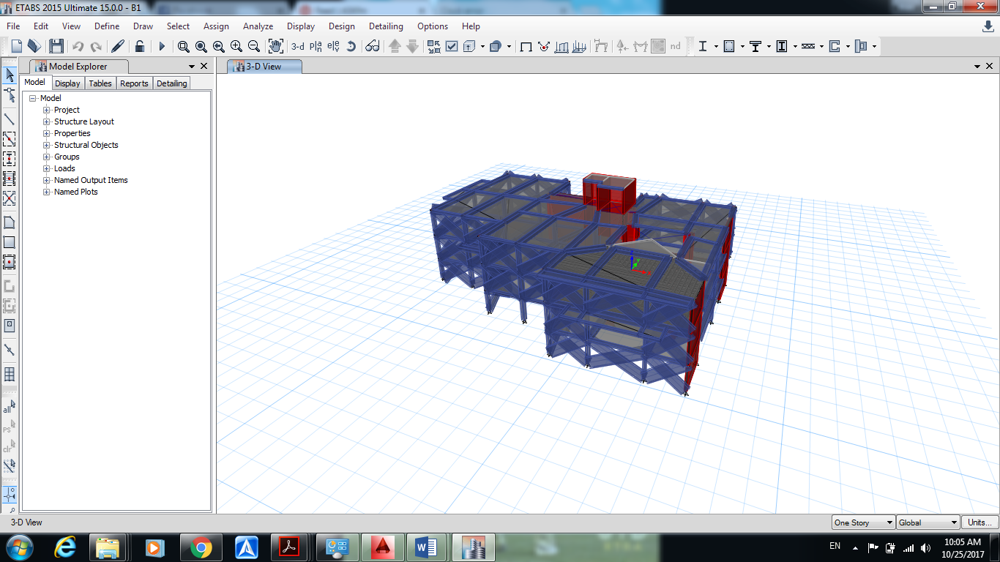 ETABS 2015 Ultimate 15.0.0 - B1
File Edit View Define Draw Select Assign Analyze Display Design Detailing Options Help
3-d
nd
Model Explorer
3-D View
Model Display Tables Reports Detailing
Model
Project
Structure Layout
Properties
Structural Objects
Groups
Loads
Named Output Items
Named Plots
all
ps
clr
3-D View
One Story
Global
Units...
EN
10:05 AM
10/25/2017